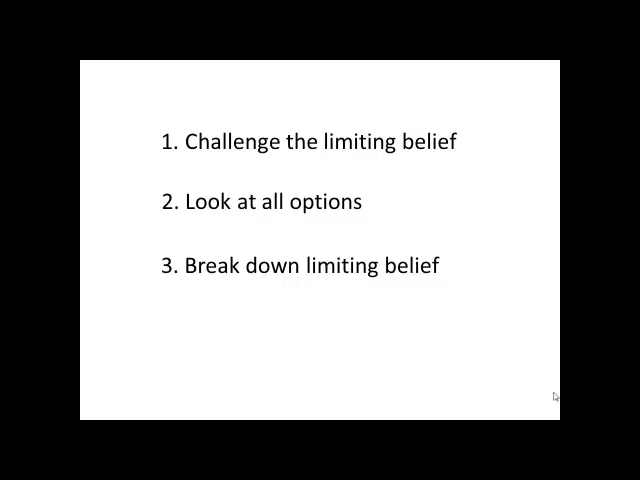 1. Challenge the limiting belief
2. Look at all options
3. Break down limiting belief